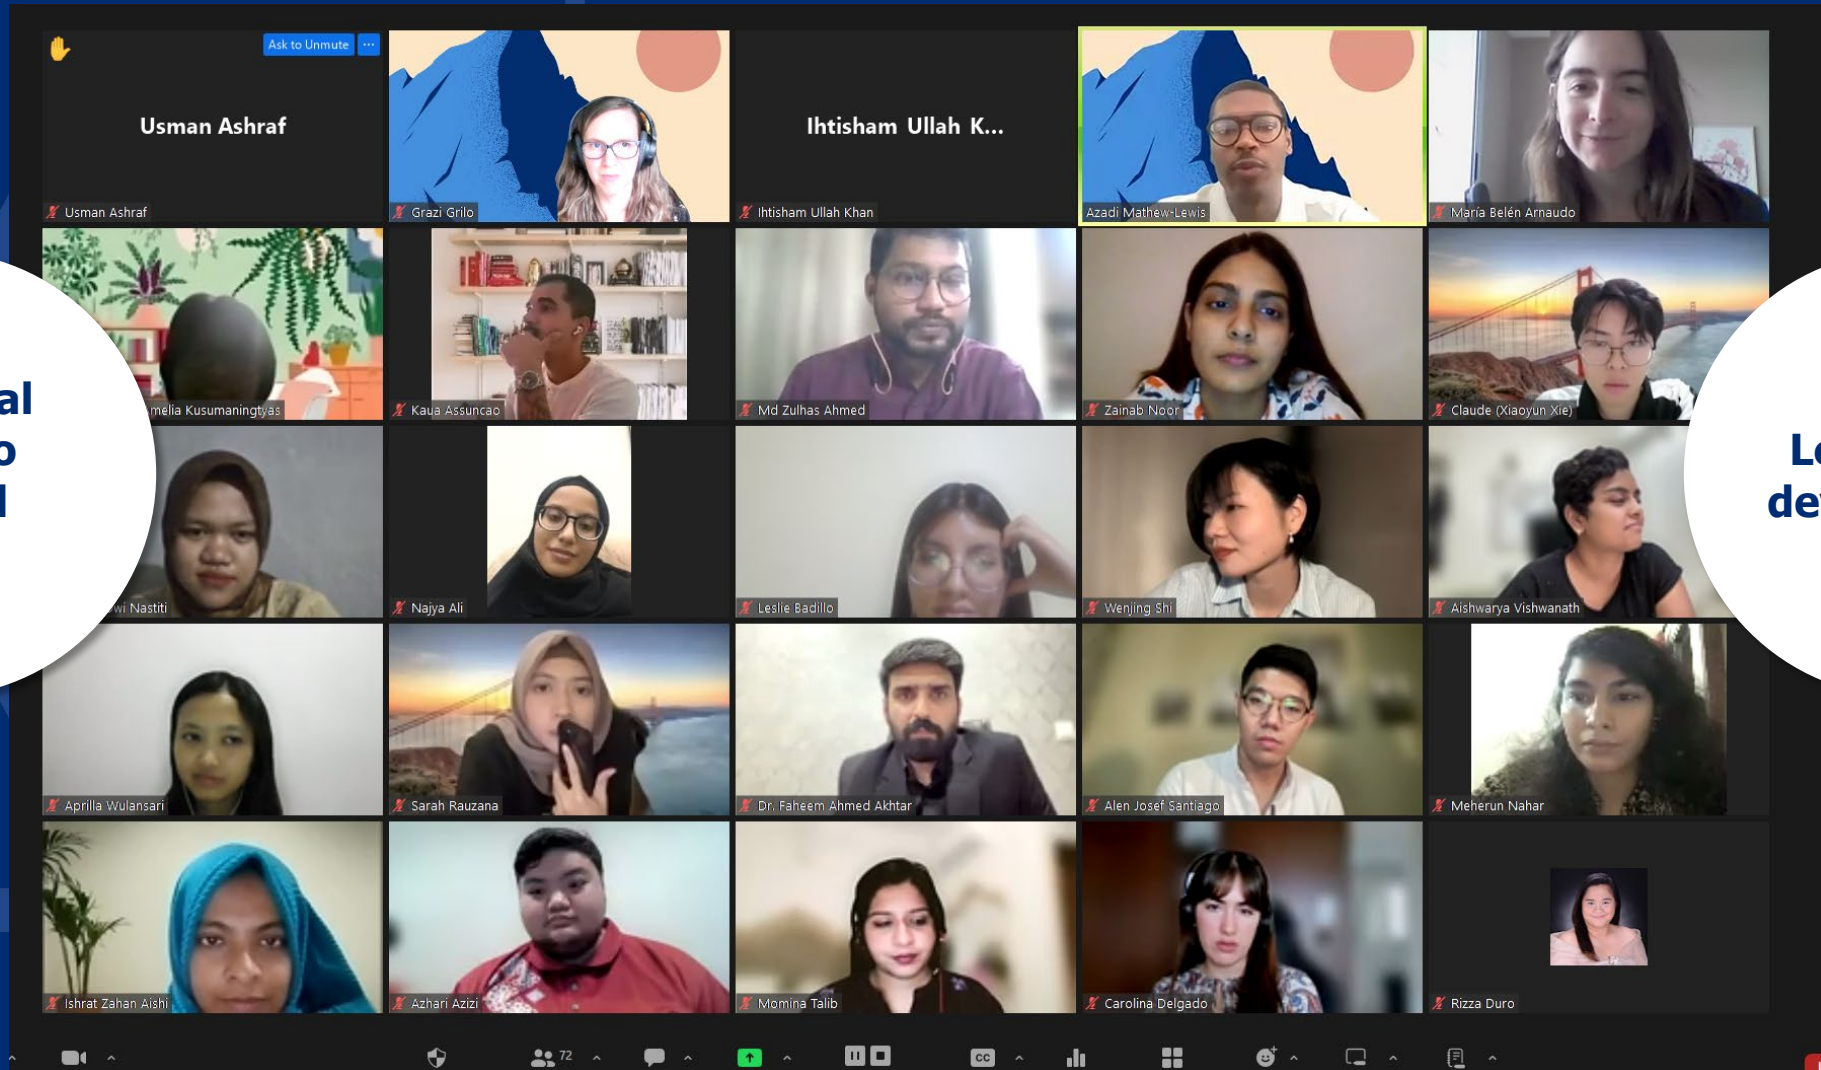 Ask to Unmute
Usman Ashraf
Usman Ashraf
Grazi Grilo
Ihtisham Ullah K...
Ihtisham Ullah Khan
Azadi Mathew-Lewis
María Belén Arnaudo
melia Kusumaningtyas
Kaua Assuncao
Md Zulhas Ahmed
Zainab Noor
Claude (Xiaoyun Xie)
al
o
d
Le
dev
wi Nastiti
Najya Ali
Leslie Badillo
Wenjing Shi
Aishwarya Vishwanath
Aprilla Wulansari
Sarah Rauzana
Dr. Faheem Ahmed Akhtar
Alen Josef Santiago
Meherun Nahar
Ishrat Zahan Aishi
Azhari Azizi
Momina Talib
Carolina Delgado
Rizza Duro
72
CC